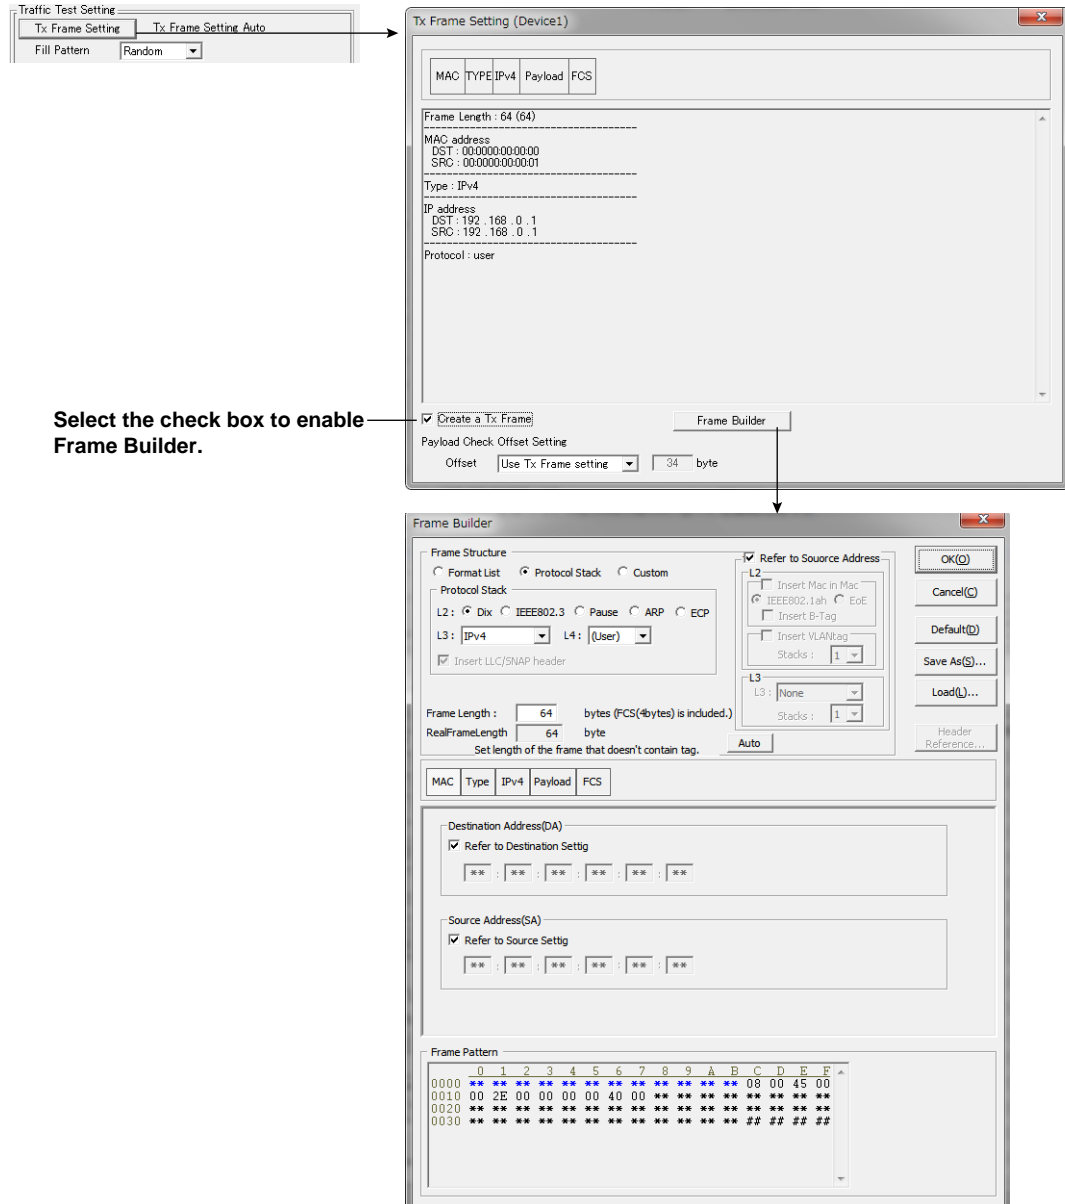 Traffic Test Setting
Tx Frame Setting Tx Frame Setting Auto
Fill Pattern Random
Tx Frame Setting (Device1)
MAC TYPE IPv4 Payload FCS
Frame Length : 64 (64)
----------------------------------------
MAC address
DST : 00:0000:00:00:00
SRC : 00:0000:00:00:01
----------------------------------------
Type : IPv4
----------------------------------------
IP address
DST : 192 . 168 . 0 . 1
SRC : 192 . 168 . 0 . 1
----------------------------------------
Protocol : user
Select the check box to enable
Frame Builder.
Create a Tx Frame Frame Builder
Payload Check Offset Setting
Offset Use Tx Frame setting 34 byte
Frame Builder
Frame Structure
Format List Protocol Stack Custom
Protocol Stack
L2 : Dix IEEE802.3 Pause ARP ECP
L3 : IPv4 L4 : (User)
Insert LLC/SNAP header
Frame Length : 64 bytes (FCS(4bytes) is included.)
RealFrameLength 64 byte
Set length of the frame that doesn't contain tag.
Refer to Souorce Address
L2
Insert Mac in Mac
IEEE802.1ah EoE
Insert B-Tag
Insert VLANtag
Stacks : 1
L3
L3 : None
Stacks : 1
Auto
OK(O)
Cancel(C)
Default(D)
Save As(S)...
Load(L)...
Header
Reference...
MAC Type IPv4 Payload FCS
Destination Address(DA)
Refer to Destination Settig
** : ** : ** : ** : ** : **
Source Address(SA)
Refer to Source Settig
** : ** : ** : ** : ** : **
Frame Pattern
0 1 2 3 4 5 6 7 8 9 A B C D E F
0000 ** ** ** ** ** ** ** ** ** ** ** ** 08 00 45 00
0010 00 2E 00 00 00 00 40 00 ** ** ** ** ** ** ** **
0020 ** ** ** ** ** ** ** ** ** ** ** ** ** ** ** **
0030 ** ** ** ** ** ** ** ** ** ** ** ** ## ## ## ##